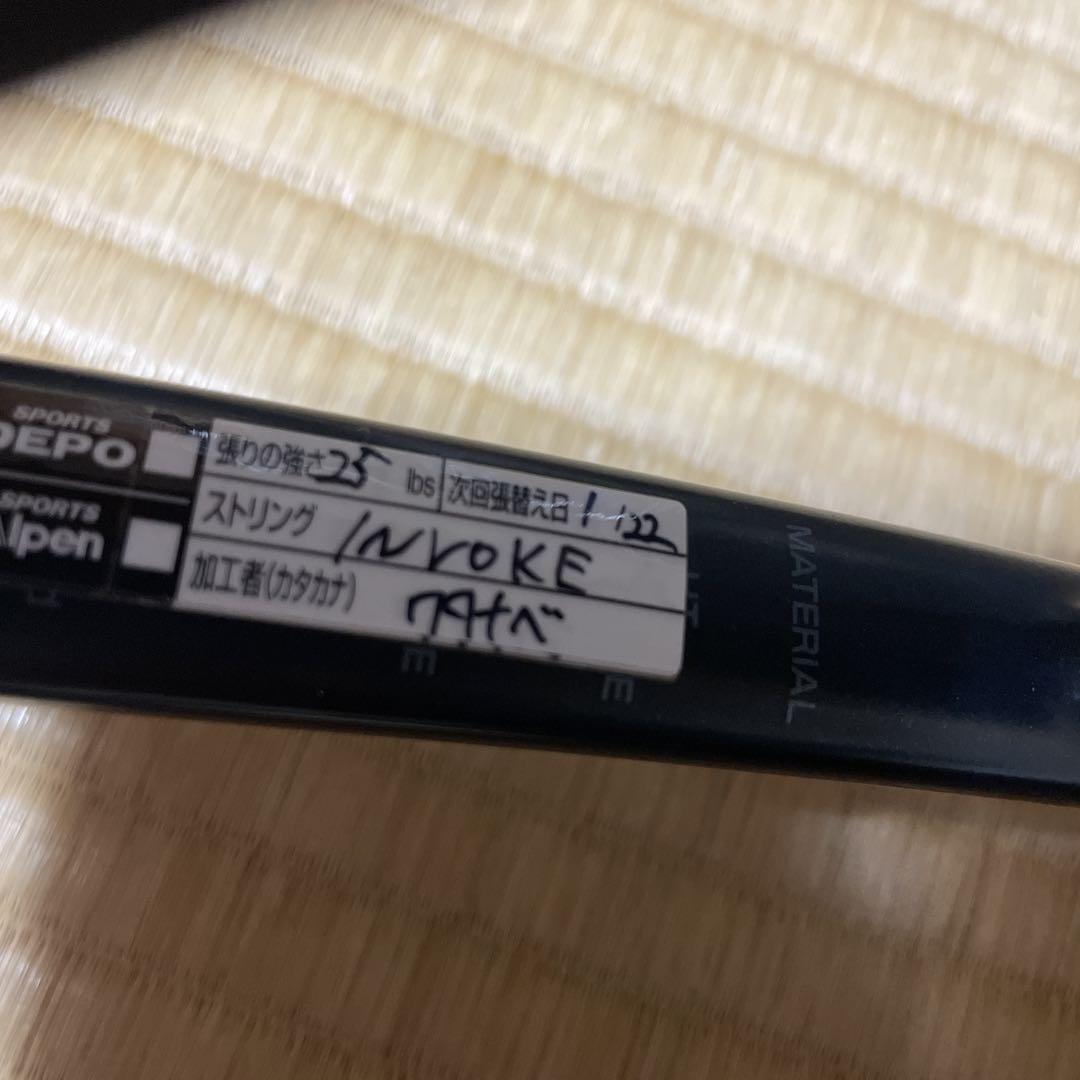 SPORTS
DEPO
SPORTS
Alpen
張りの強さ 25 lbs 次回張替え日 1/22
ストリング INVOKE
加工者(カタカナ) ワタナベ
MATERIAL